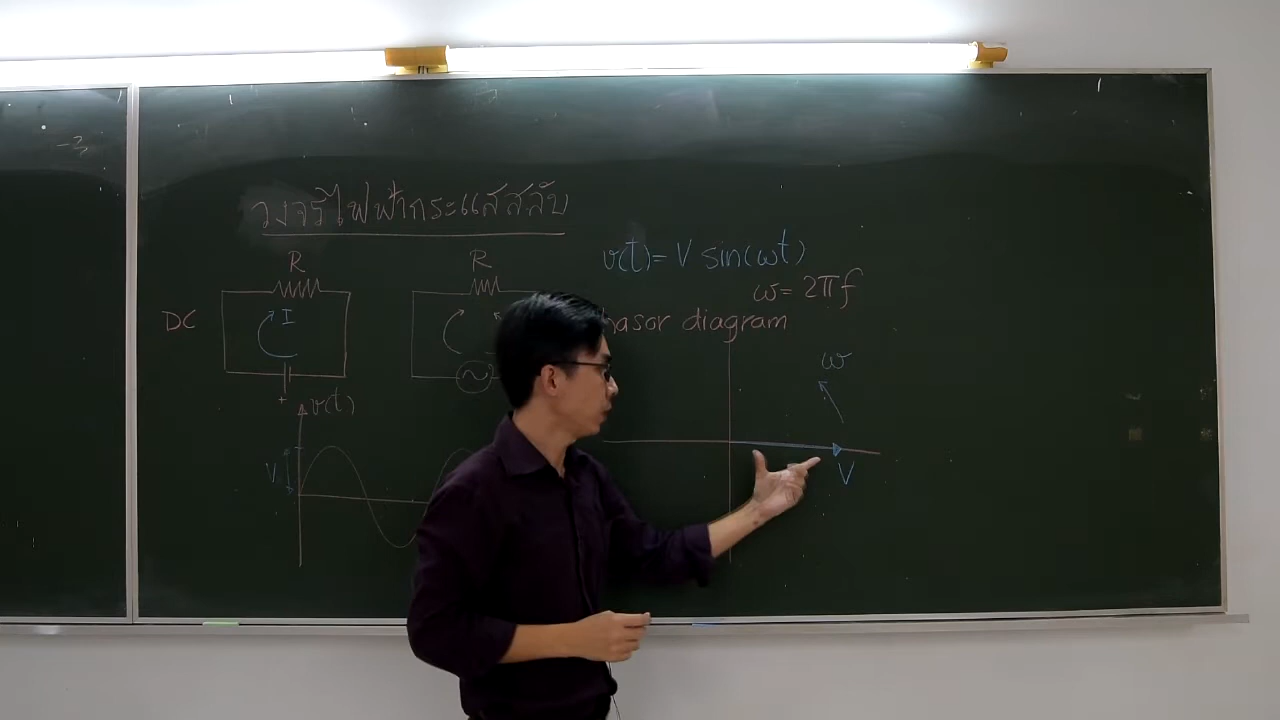 วงจรไฟฟ้ากระแสสลับ
R
DC
I
+
R
v(t)
V
v(t)= V sin(ωt)
ω= 2πf
hasor diagram
ω
V